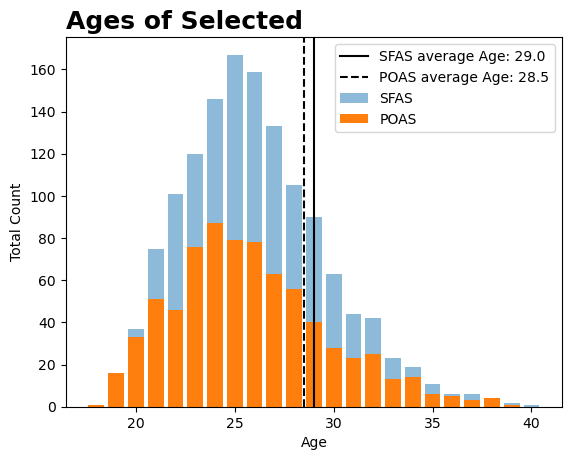 Ages of Selected
SFAS average Age: 29.0
POAS average Age: 28.5
SFAS
POAS
Total Count
160
140
120
100
80
60
40
20
0
20
25
30
35
40
Age